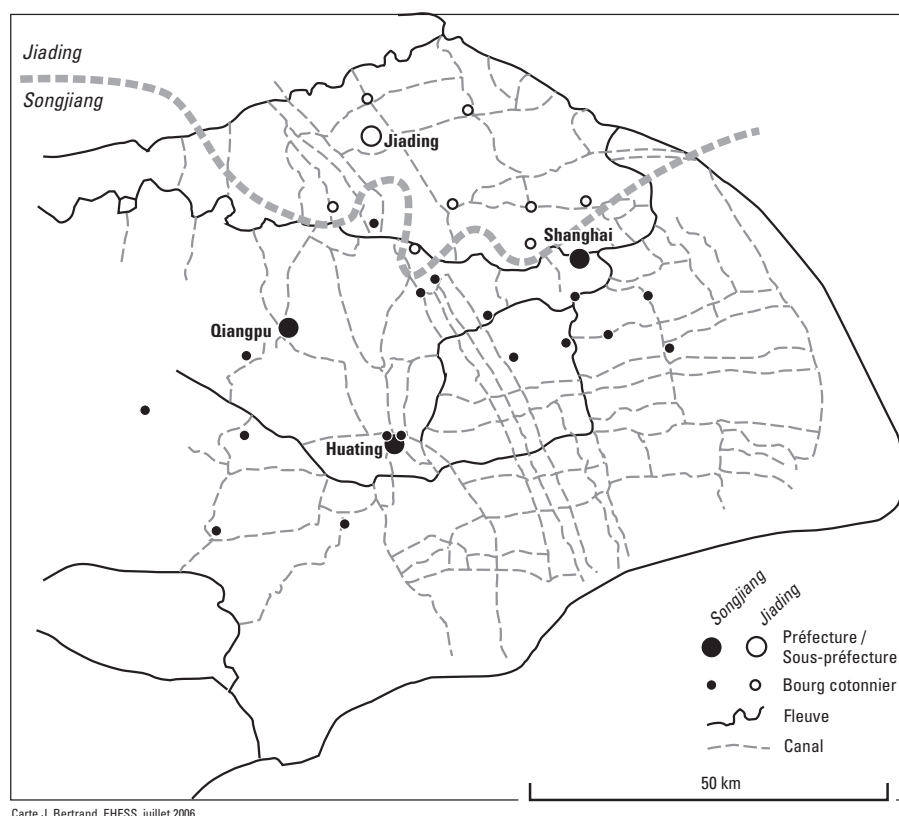 Jiading
Songjiang
Jiading
Shanghai
Qiangpu
Huating
Songjiang
Jiading
Préfecture /
Sous-préfecture
Bourg cotonnier
Fleuve
Canal
50 km
Carte J. Bertrand, EHESS, juillet 2006